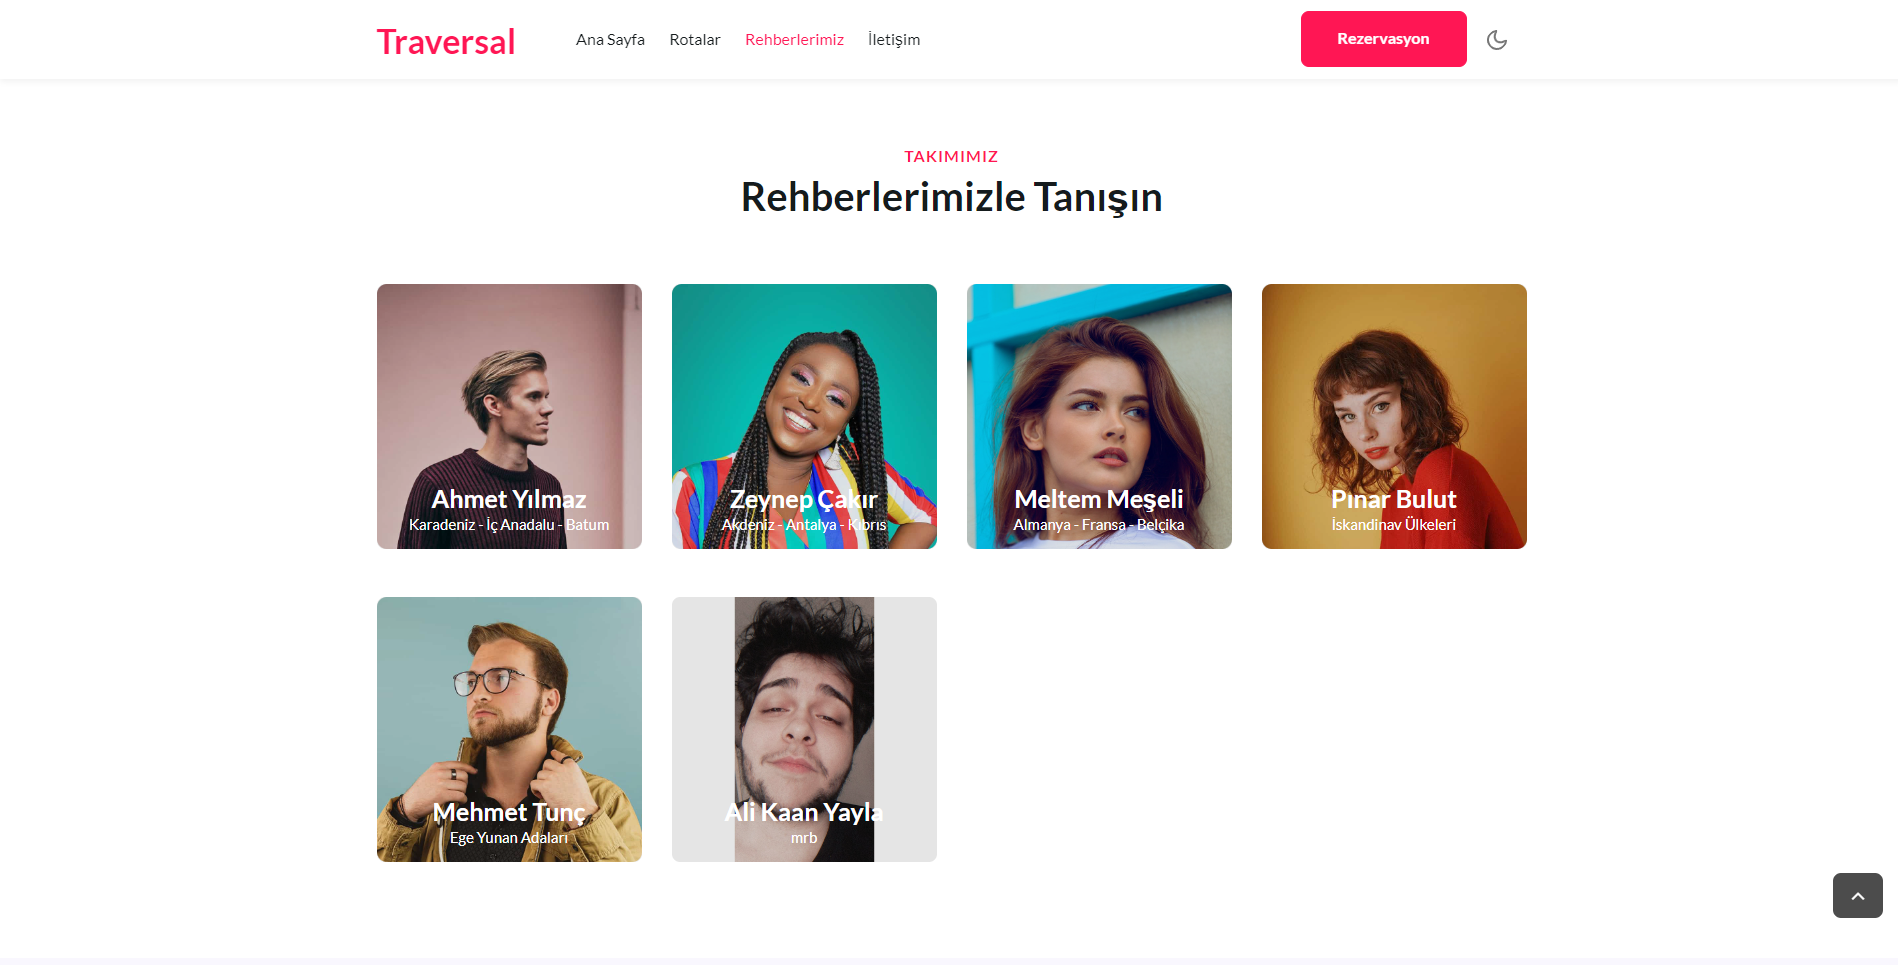 Traversal
Ana Sayfa
Rotalar
Rehberlerimiz
İletişim
Rezervasyon
TAKIMIMIZ
Rehberlerimizle Tanışın
Ahmet Yılmaz
Karadeniz - İç Anadalu - Batum
Zeynep Çakır
Akdeniz - Antalya - Kıbrıs
Meltem Meşeli
Almanya - Fransa - Belçika
Pınar Bulut
İskandinav Ülkeleri
Mehmet Tunç
Ege Yunan Adaları
Ali Kaan Yayla
mrb